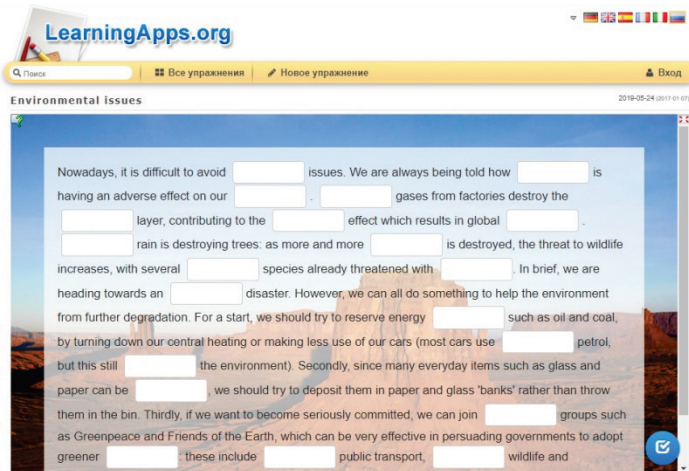 LearningApps.org
Поиск
Все упражнения
Новое упражнение
Вход
Environmental issues
2019-05-24 (2017-01-07)
Nowadays, it is difficult to avoid issues. We are always being told how is
having an adverse effect on our . gases from factories destroy the
layer, contributing to the effect which results in global .
rain is destroying trees: as more and more is destroyed, the threat to wildlife
increases, with several species already threatened with . In brief, we are
heading towards an disaster. However, we can all do something to help the environment
from further degradation. For a start, we should try to reserve energy such as oil and coal,
by turning down our central heating or making less use of our cars (most cars use petrol,
but this still the environment). Secondly, since many everyday items such as glass and
paper can be , we should try to deposit them in paper and glass 'banks' rather than throw
them in the bin. Thirdly, if we want to become seriously committed, we can join groups such
as Greenpeace and Friends of the Earth, which can be very effective in persuading governments to adopt
greener : these include public transport, wildlife and